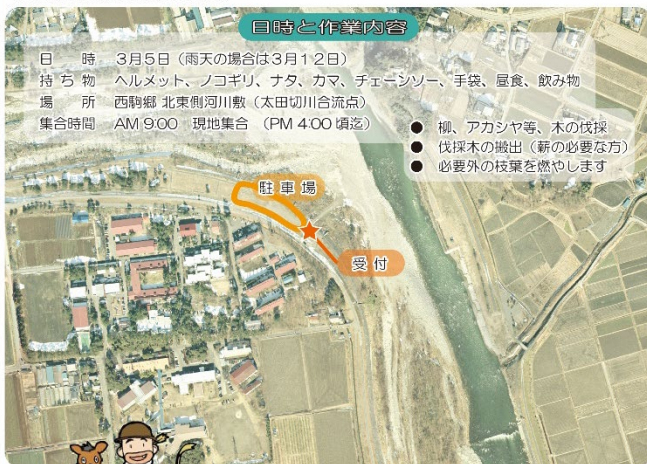 日時と作業内容
日　　時　３月５日（雨天の場合は３月１２日）
持 ち 物　ヘルメット、ノコギリ、ナタ、カマ、チェーンソー、手袋、昼食、飲み物
場　　所　西駒郷 北東側河川敷（太田切川合流点）
集合時間　AM 9:00　現地集合　（PM 4:00 頃迄）
● 柳、アカシヤ等、木の伐採
● 伐採木の搬出（薪の必要な方）
● 必要外の枝葉を燃やします
駐車場
受付